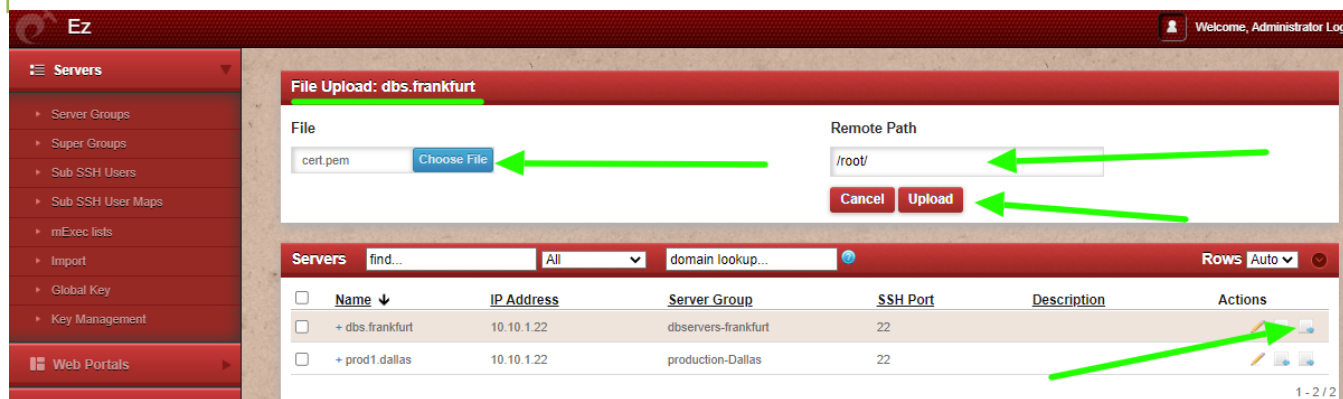 Ez
Welcome, Administrator Log
Servers
Server Groups
Super Groups
Sub SSH Users
Sub SSH User Maps
mExec lists
Import
Global Key
Key Management
Web Portals
File Upload: dbs.frankfurt
File
Remote Path
cert.pem Choose File
/root/
Cancel Upload
Servers find... All domain lookup... ? Rows Auto
Name IP Address Server Group SSH Port Description Actions
+ dbs.frankfurt 10.10.1.22 dbservers-frankfurt 22
+ prod1.dallas 10.10.1.22 production-Dallas 22
1 - 2 / 2